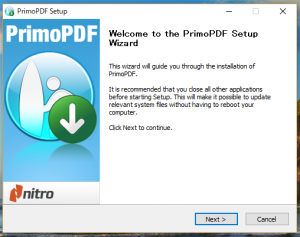 PrimoPDF Setup
PrimoPDF
Welcome to the PrimoPDF Setup
Wizard
This wizard will guide you through the installation of
PrimoPDF.
It is recommended that you close all other applications
before starting Setup. This will make it possible to update
relevant system files without having to reboot your
computer.
Click Next to continue.
nitro
Next >
Cancel